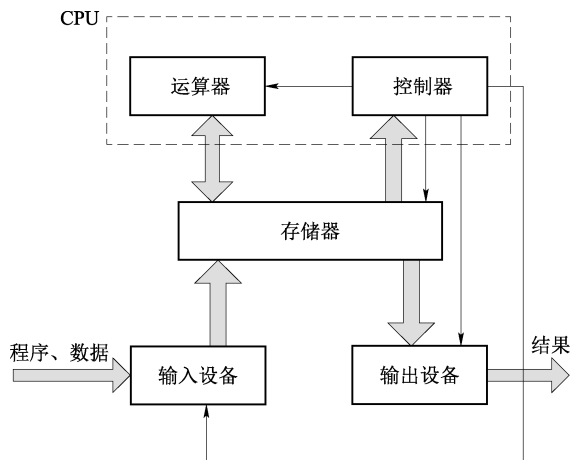 CPU
运算器
控制器
存储器
程序、数据
输入设备
输出设备
结果